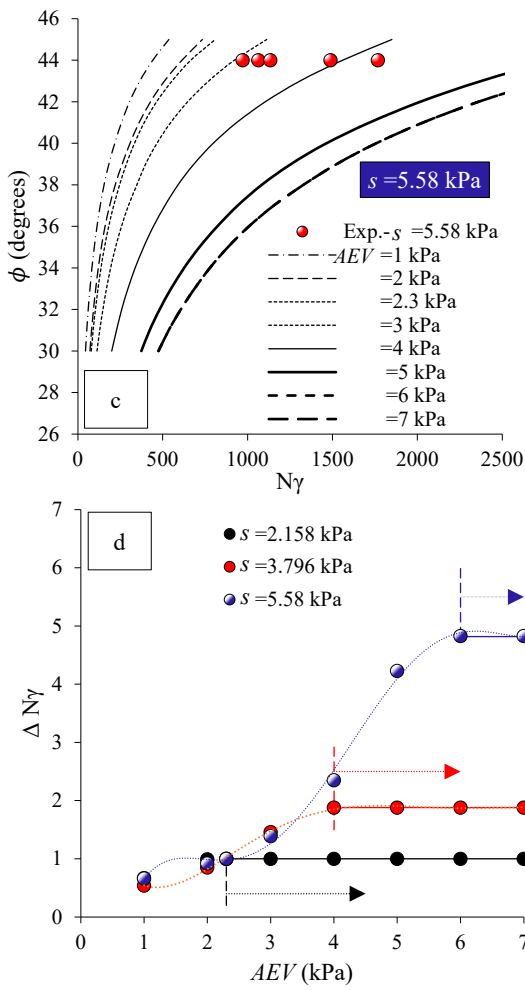 46
44
42
40
38
36
34
32
30
28
26
ϕ (degrees)
s =5.58 kPa
Exp.-s =5.58 kPa
AEV =1 kPa
=2 kPa
=2.3 kPa
=3 kPa
=4 kPa
=5 kPa
=6 kPa
=7 kPa
c
0 500 1000 1500 2000 2500
Nγ
7
6
5
4
3
2
1
0
Δ Nγ
d
s =2.158 kPa
s =3.796 kPa
s =5.58 kPa
0 1 2 3 4 5 6 7
AEV (kPa)